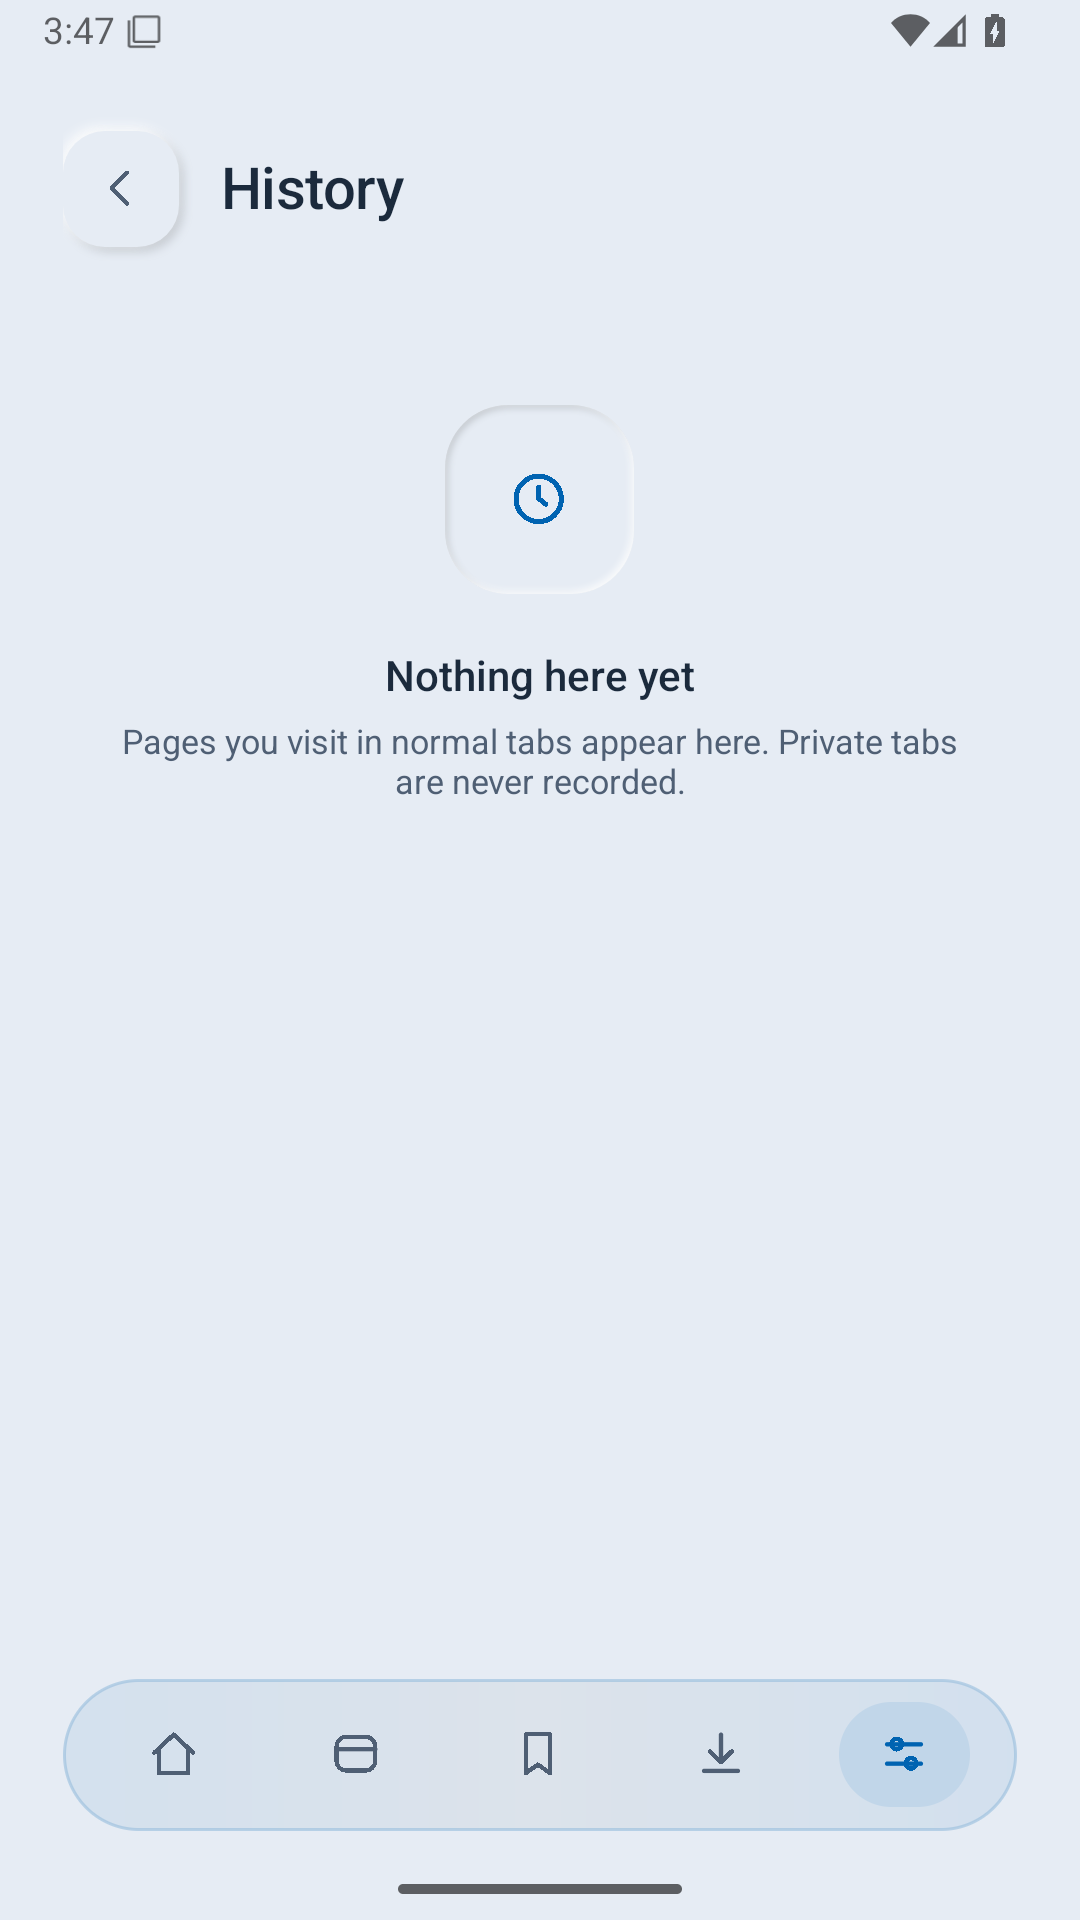 3:47
History
Nothing here yet
Pages you visit in normal tabs appear here. Private tabs
are never recorded.